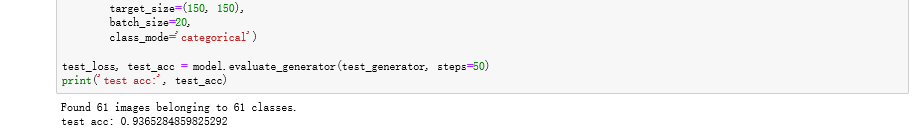 target_size=(150, 150),
batch_size=20,
class_mode='categorical')
test_loss, test_acc = model.evaluate_generator(test_generator, steps=50)
print('test acc:', test_acc)
Found 61 images belonging to 61 classes.
test acc: 0.9365284859825292